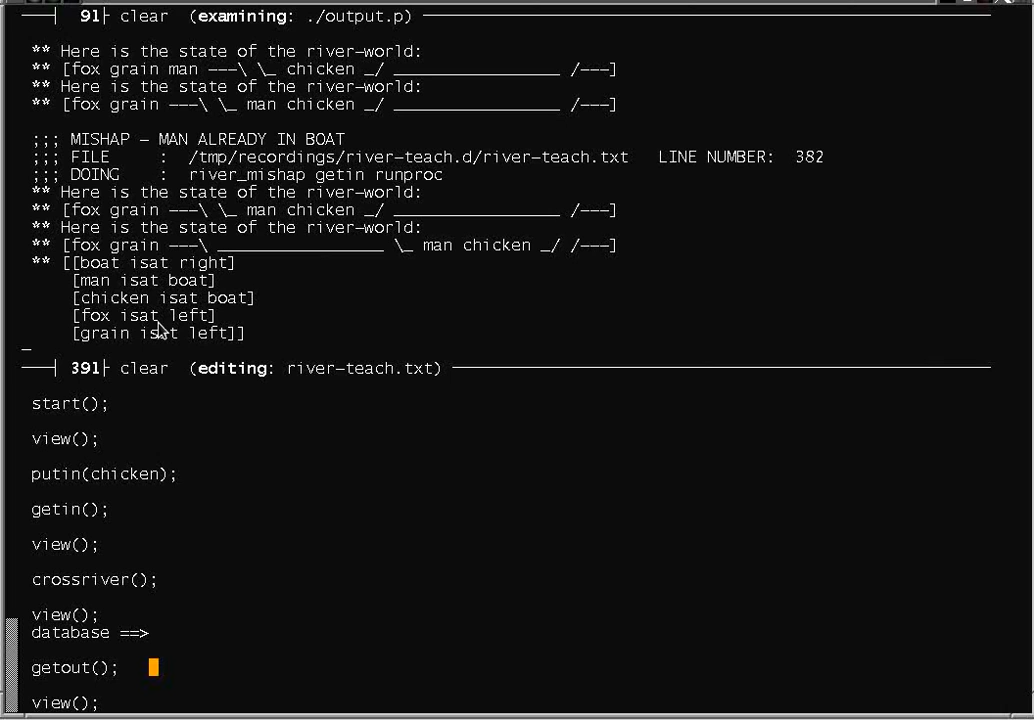 91 clear (examining: ./output.p)
** Here is the state of the river-world:
** [fox grain man ---\ \_ chicken _/ _________________ /---]
** Here is the state of the river-world:
** [fox grain ---\ \_ man chicken _/ _________________ /---]
;;; MISHAP - MAN ALREADY IN BOAT
;;; FILE : /tmp/recordings/river-teach.d/river-teach.txt LINE NUMBER: 382
;;; DOING : river_mishap getin runproc
** Here is the state of the river-world:
** [fox grain ---\ \_ man chicken _/ _________________ /---]
** Here is the state of the river-world:
** [fox grain ---\ _________________ \_ man chicken _/ /---]
** [[boat isat right]
[man isat boat]
[chicken isat boat]
[fox isat left]
[grain isat left]]
391 clear (editing: river-teach.txt)
start();
view();
putin(chicken);
getin();
view();
crossriver();
view();
database ==>
getout();
view();